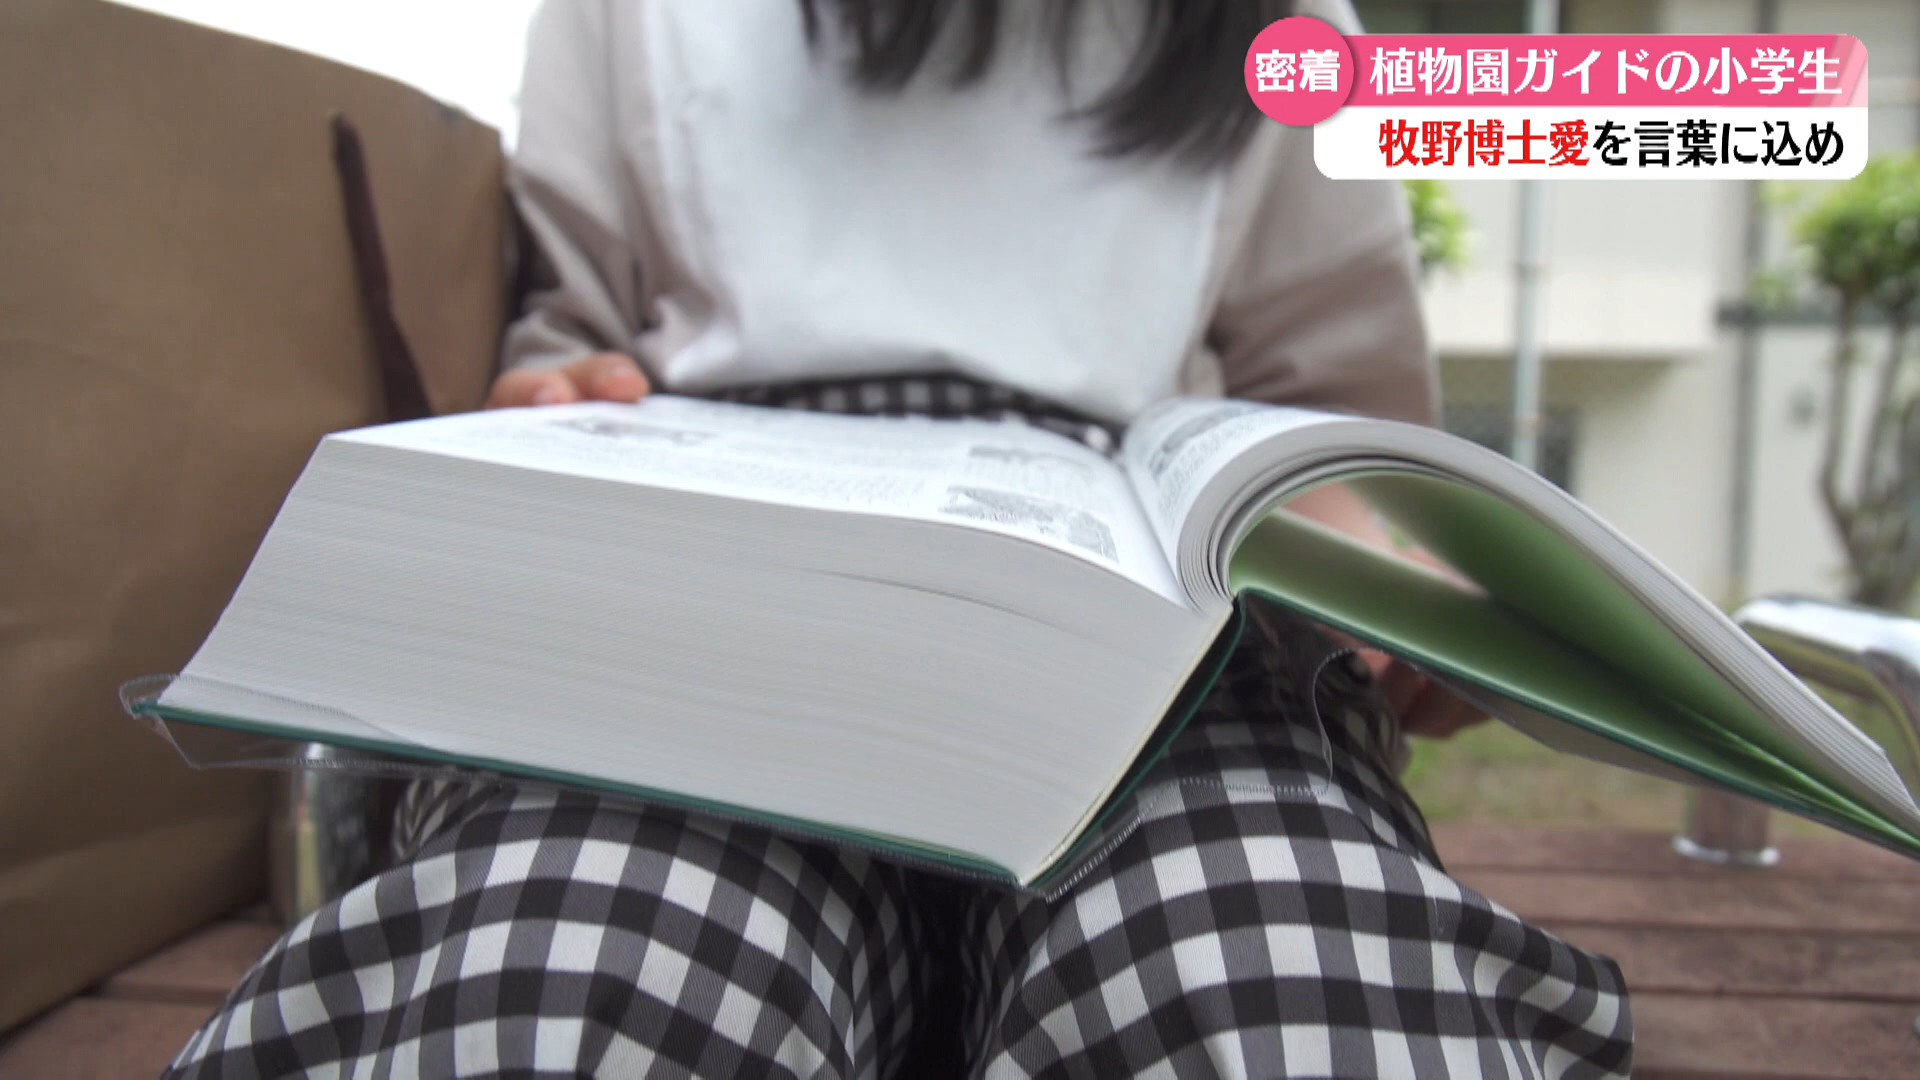 密着 植物園ガイドの小学生
牧野博士愛を言葉に込め